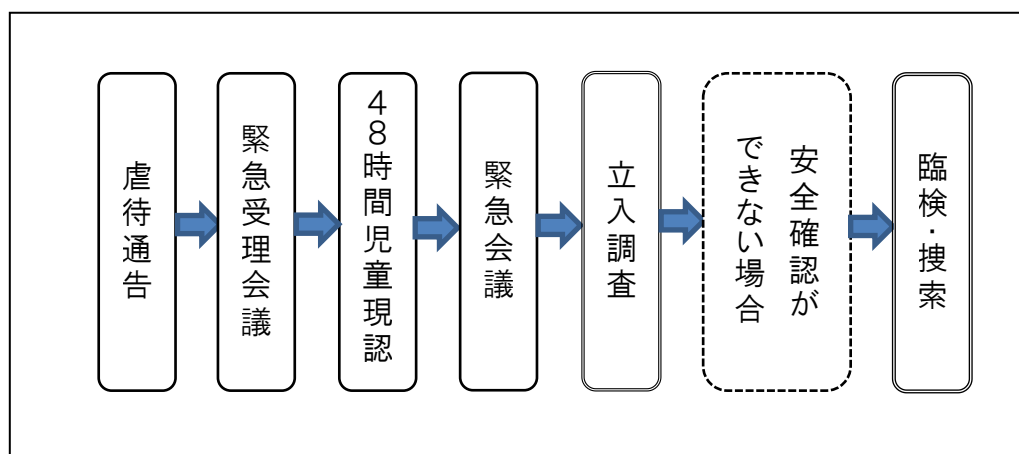 虐待通告
緊急受理会議
４８時間児童現認
緊急会議
立入調査
安全確認が
できない場合
臨検・捜索